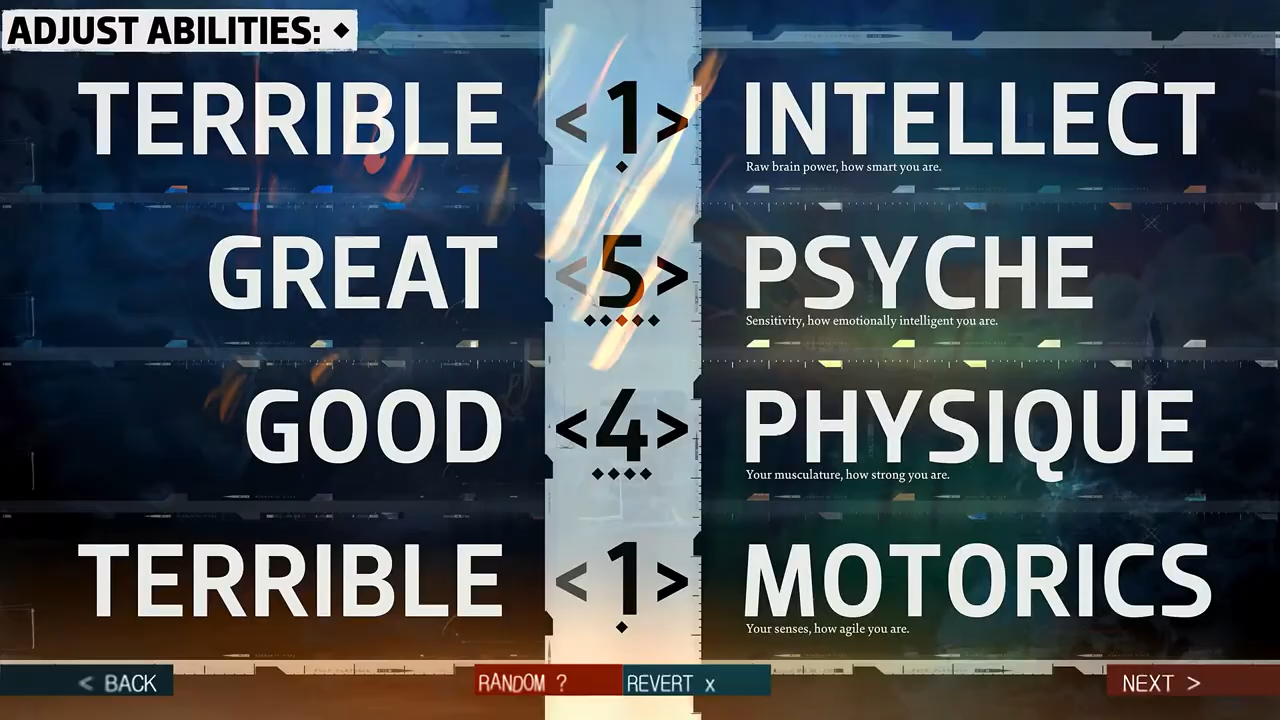 ADJUST ABILITIES: ◆
TERRIBLE < 1 > INTELLECT
Raw brain power, how smart you are.
GREAT < 5 > PSYCHE
Sensitivity, how emotionally intelligent you are.
GOOD < 4 > PHYSIQUE
Your musculature, how strong you are.
TERRIBLE < 1 > MOTORICS
Your senses, how agile you are.
< BACK RANDOM ? REVERT x NEXT >